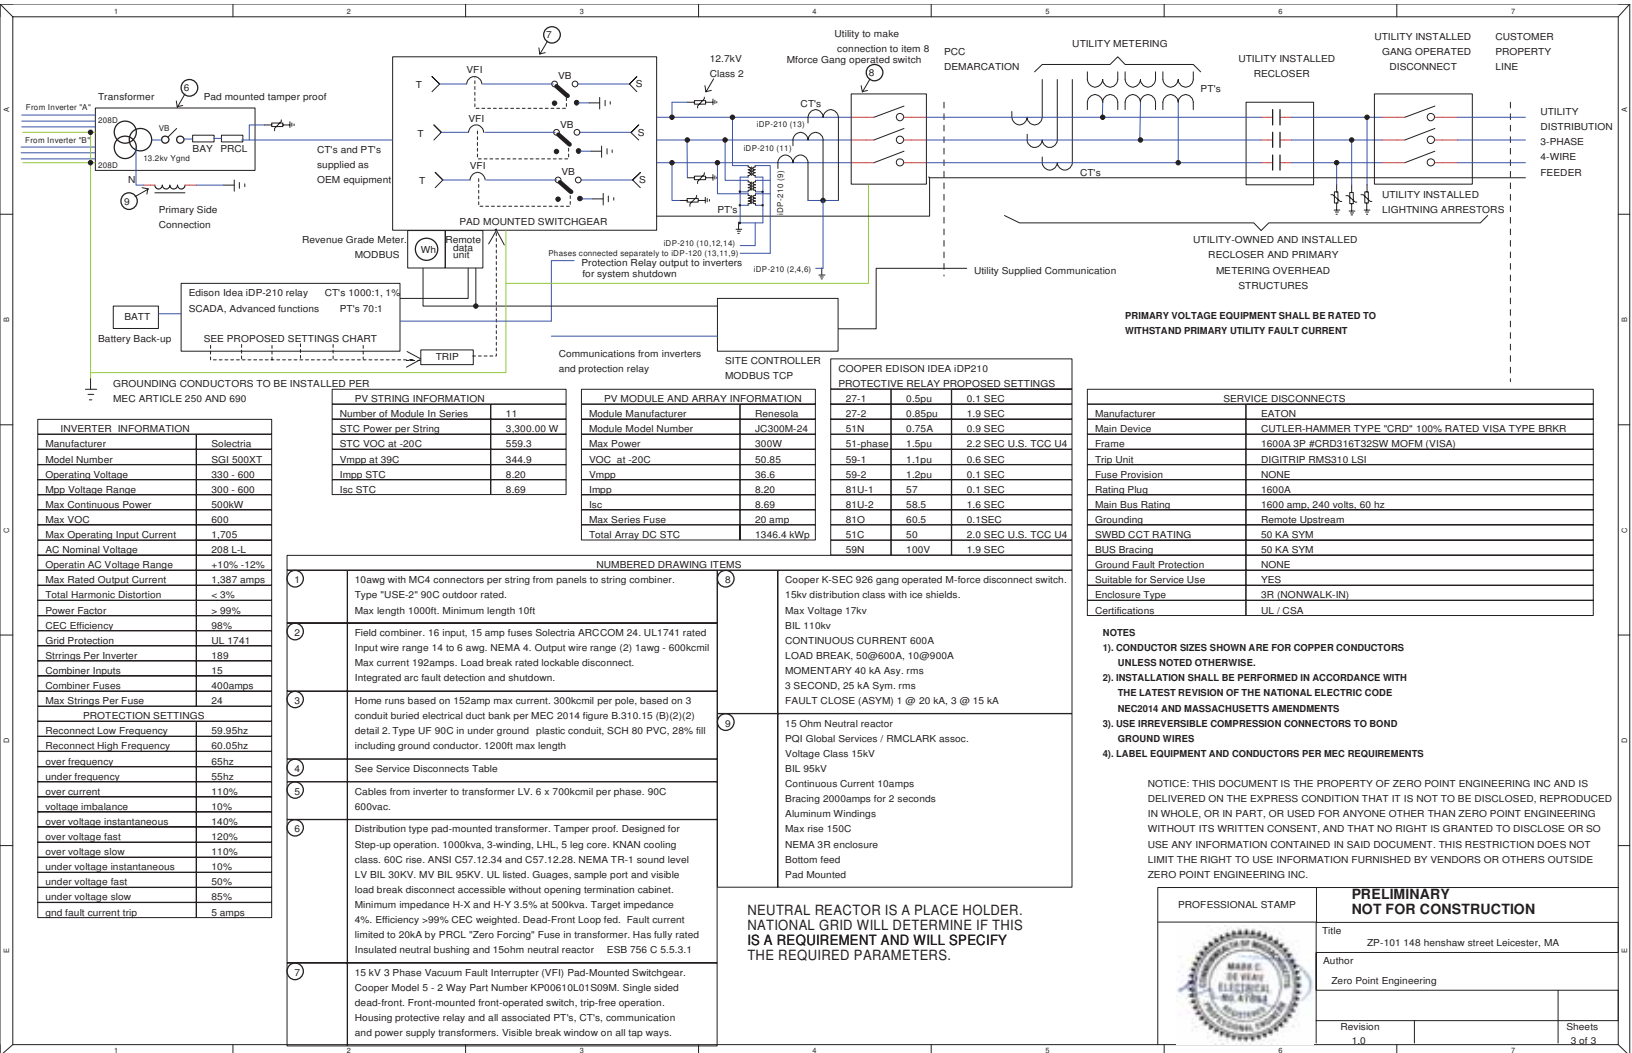 1 2 3 4 5 6 7
A
B
C
D
E
7
Utility to make
connection to item 8
Mforce Gang operated switch
8
12.7kV
Class 2
PCC
DEMARCATION
UTILITY METERING
UTILITY INSTALLED
RECLOSER
UTILITY INSTALLED
GANG OPERATED
DISCONNECT
CUSTOMER
PROPERTY
LINE
6
Transformer
Pad mounted tamper proof
From Inverter "A"
208D
From Inverter "B"
208D
VB
BAY PRCL
13.2kv Ygnd
N
9
Primary Side
Connection
CT's and PT's
supplied as
OEM equipment
T VFI VB S
T VFI VB S
T VFI VB S
PAD MOUNTED SWITCHGEAR
CT's
iDP-210 (13)
iDP-210 (11)
iDP-210 (9)
PT's
PT's
CT's
UTILITY
DISTRIBUTION
3-PHASE
4-WIRE
FEEDER
UTILITY INSTALLED
LIGHTNING ARRESTORS
UTILITY-OWNED AND INSTALLED
RECLOSER AND PRIMARY
METERING OVERHEAD
STRUCTURES
Revenue Grade Meter.
MODBUS
Wh
Remote
data
unit
iDP-210 (10,12,14)
Phases connected separately to iDP-120 (13,11,9)
Protection Relay output to inverters
for system shutdown
iDP-210 (2,4,6)
Utility Supplied Communication
BATT
Battery Back-up
Edison Idea iDP-210 relay CT's 1000:1, 1%
SCADA, Advanced functions PT's 70:1
SEE PROPOSED SETTINGS CHART
TRIP
Communications from inverters
and protection relay
SITE CONTROLLER
MODBUS TCP
PRIMARY VOLTAGE EQUIPMENT SHALL BE RATED TO
WITHSTAND PRIMARY UTILITY FAULT CURRENT
GROUNDING CONDUCTORS TO BE INSTALLED PER
MEC ARTICLE 250 AND 690
INVERTER INFORMATION
Manufacturer Solectria
Model Number SGI 500XT
Operating Voltage 330 - 600
Mpp Voltage Range 300 - 600
Max Continuous Power 500kW
Max VOC 600
Max Operating Input Current 1,705
AC Nominal Voltage 208 L-L
Operatin AC Voltage Range +10% -12%
Max Rated Output Current 1,387 amps
Total Harmonic Distortion < 3%
Power Factor > 99%
CEC Efficiency 98%
Grid Protection UL 1741
Strrings Per Inverter 189
Combiner Inputs 15
Combiner Fuses 400amps
Max Strings Per Fuse 24
PROTECTION SETTINGS
Reconnect Low Frequency 59.95hz
Reconnect High Frequency 60.05hz
over frequency 65hz
under frequency 55hz
over current 110%
voltage imbalance 10%
over voltage instantaneous 140%
over voltage fast 120%
over voltage slow 110%
under voltage instantaneous 10%
under voltage fast 50%
under voltage slow 85%
gnd fault current trip 5 amps
PV STRING INFORMATION
Number of Module In Series 11
STC Power per String 3,300.00 W
STC VOC at -20C 559.3
Vmpp at 39C 344.9
Impp STC 8.20
Isc STC 8.69
PV MODULE AND ARRAY INFORMATION
Module Manufacturer Renesola
Module Model Number JC300M-24
Max Power 300W
VOC at -20C 50.85
Vmpp 36.6
Impp 8.20
Isc 8.69
Max Series Fuse 20 amp
Total Array DC STC 1346.4 kWp
COOPER EDISON IDEA iDP210
PROTECTIVE RELAY PROPOSED SETTINGS
27-1 0.5pu 0.1 SEC
27-2 0.85pu 1.9 SEC
51N 0.75A 0.9 SEC
51-phase 1.5pu 2.2 SEC U.S. TCC U4
59-1 1.1pu 0.6 SEC
59-2 1.2pu 0.1 SEC
81U-1 57 0.1 SEC
81U-2 58.5 1.6 SEC
81O 60.5 0.1SEC
51C 50 2.0 SEC U.S. TCC U4
59N 100V 1.9 SEC
SERVICE DISCONNECTS
Manufacturer EATON
Main Device CUTLER-HAMMER TYPE "CRD" 100% RATED VISA TYPE BRKR
Frame 1600A 3P #CRD316T32SW MOFM (VISA)
Trip Unit DIGITRIP RMS310 LSI
Fuse Provision NONE
Rating Plug 1600A
Main Bus Rating 1600 amp, 240 volts, 60 hz
Grounding Remote Upstream
SWBD CCT RATING 50 KA SYM
BUS Bracing 50 KA SYM
Ground Fault Protection NONE
Suitable for Service Use YES
Enclosure Type 3R (NONWALK-IN)
Certifications UL / CSA
NUMBERED DRAWING ITEMS
1
10awg with MC4 connectors per string from panels to string combiner.
Type "USE-2" 90C outdoor rated.
Max length 1000ft. Minimum length 10ft
2
Field combiner. 16 input, 15 amp fuses Solectria ARCCOM 24. UL1741 rated
Input wire range 14 to 6 awg. NEMA 4. Output wire range (2) 1awg - 600kcmil
Max current 192amps. Load break rated lockable disconnect.
Integrated arc fault detection and shutdown.
3
Home runs based on 152amp max current. 300kcmil per pole, based on 3
conduit buried electrical duct bank per MEC 2014 figure B.310.15 (B)(2)(2)
detail 2. Type UF 90C in under ground plastic conduit, SCH 80 PVC, 28% fill
including ground conductor. 1200ft max length
4
See Service Disconnects Table
5
Cables from inverter to transformer LV. 6 x 700kcmil per phase. 90C
600vac.
6
Distribution type pad-mounted transformer. Tamper proof. Designed for
Step-up operation. 1000kva, 3-winding, LHL, 5 leg core. KNAN cooling
class. 60C rise. ANSI C57.12.34 and C57.12.28. NEMA TR-1 sound level
LV BIL 30KV. MV BIL 95KV. UL listed. Guages, sample port and visible
load break disconnect accessible without opening termination cabinet.
Minimum impedance H-X and H-Y 3.5% at 500kva. Target impedance
4%. Efficiency >99% CEC weighted. Dead-Front Loop fed. Fault current
limited to 20kA by PRCL "Zero Forcing" Fuse in transformer. Has fully rated
Insulated neutral bushing and 15ohm neutral reactor ESB 756 C 5.5.3.1
7
15 kV 3 Phase Vacuum Fault Interrupter (VFI) Pad-Mounted Switchgear.
Cooper Model 5 - 2 Way Part Number KP00610L01S09M. Single sided
dead-front. Front-mounted front-operated switch, trip-free operation.
Housing protective relay and all associated PT's, CT's, communication
and power supply transformers. Visible break window on all tap ways.
8
Cooper K-SEC 926 gang operated M-force disconnect switch.
15kv distribution class with ice shields.
Max Voltage 17kv
BIL 110kv
CONTINUOUS CURRENT 600A
LOAD BREAK, 50@600A, 10@900A
MOMENTARY 40 kA Asy. rms
3 SECOND, 25 kA Sym. rms
FAULT CLOSE (ASYM) 1 @ 20 kA, 3 @ 15 kA
9
15 Ohm Neutral reactor
PQI Global Services / RMCLARK assoc.
Voltage Class 15kV
BIL 95kV
Continuous Current 10amps
Bracing 2000amps for 2 seconds
Aluminum Windings
Max rise 150C
NEMA 3R enclosure
Bottom feed
Pad Mounted
NEUTRAL REACTOR IS A PLACE HOLDER.
NATIONAL GRID WILL DETERMINE IF THIS
IS A REQUIREMENT AND WILL SPECIFY
THE REQUIRED PARAMETERS.
NOTES
1). CONDUCTOR SIZES SHOWN ARE FOR COPPER CONDUCTORS
UNLESS NOTED OTHERWISE.
2). INSTALLATION SHALL BE PERFORMED IN ACCORDANCE WITH
THE LATEST REVISION OF THE NATIONAL ELECTRIC CODE
NEC2014 AND MASSACHUSETTS AMENDMENTS
3). USE IRREVERSIBLE COMPRESSION CONNECTORS TO BOND
GROUND WIRES
4). LABEL EQUIPMENT AND CONDUCTORS PER MEC REQUIREMENTS
NOTICE: THIS DOCUMENT IS THE PROPERTY OF ZERO POINT ENGINEERING INC AND IS
DELIVERED ON THE EXPRESS CONDITION THAT IT IS NOT TO BE DISCLOSED, REPRODUCED
IN WHOLE, OR IN PART, OR USED FOR ANYONE OTHER THAN ZERO POINT ENGINEERING
WITHOUT ITS WRITTEN CONSENT, AND THAT NO RIGHT IS GRANTED TO DISCLOSE OR SO
USE ANY INFORMATION CONTAINED IN SAID DOCUMENT. THIS RESTRICTION DOES NOT
LIMIT THE RIGHT TO USE INFORMATION FURNISHED BY VENDORS OR OTHERS OUTSIDE
ZERO POINT ENGINEERING INC.
PROFESSIONAL STAMP
MARK C.
DE VEAU
ELECTRICAL
REGISTERED
PROFESSIONAL ENGINEER
PRELIMINARY
NOT FOR CONSTRUCTION
Title
ZP-101 148 henshaw street Leicester, MA
Author
Zero Point Engineering
Revision
1.0
Sheets
3 of 3
1 2 3 4 5 6 7